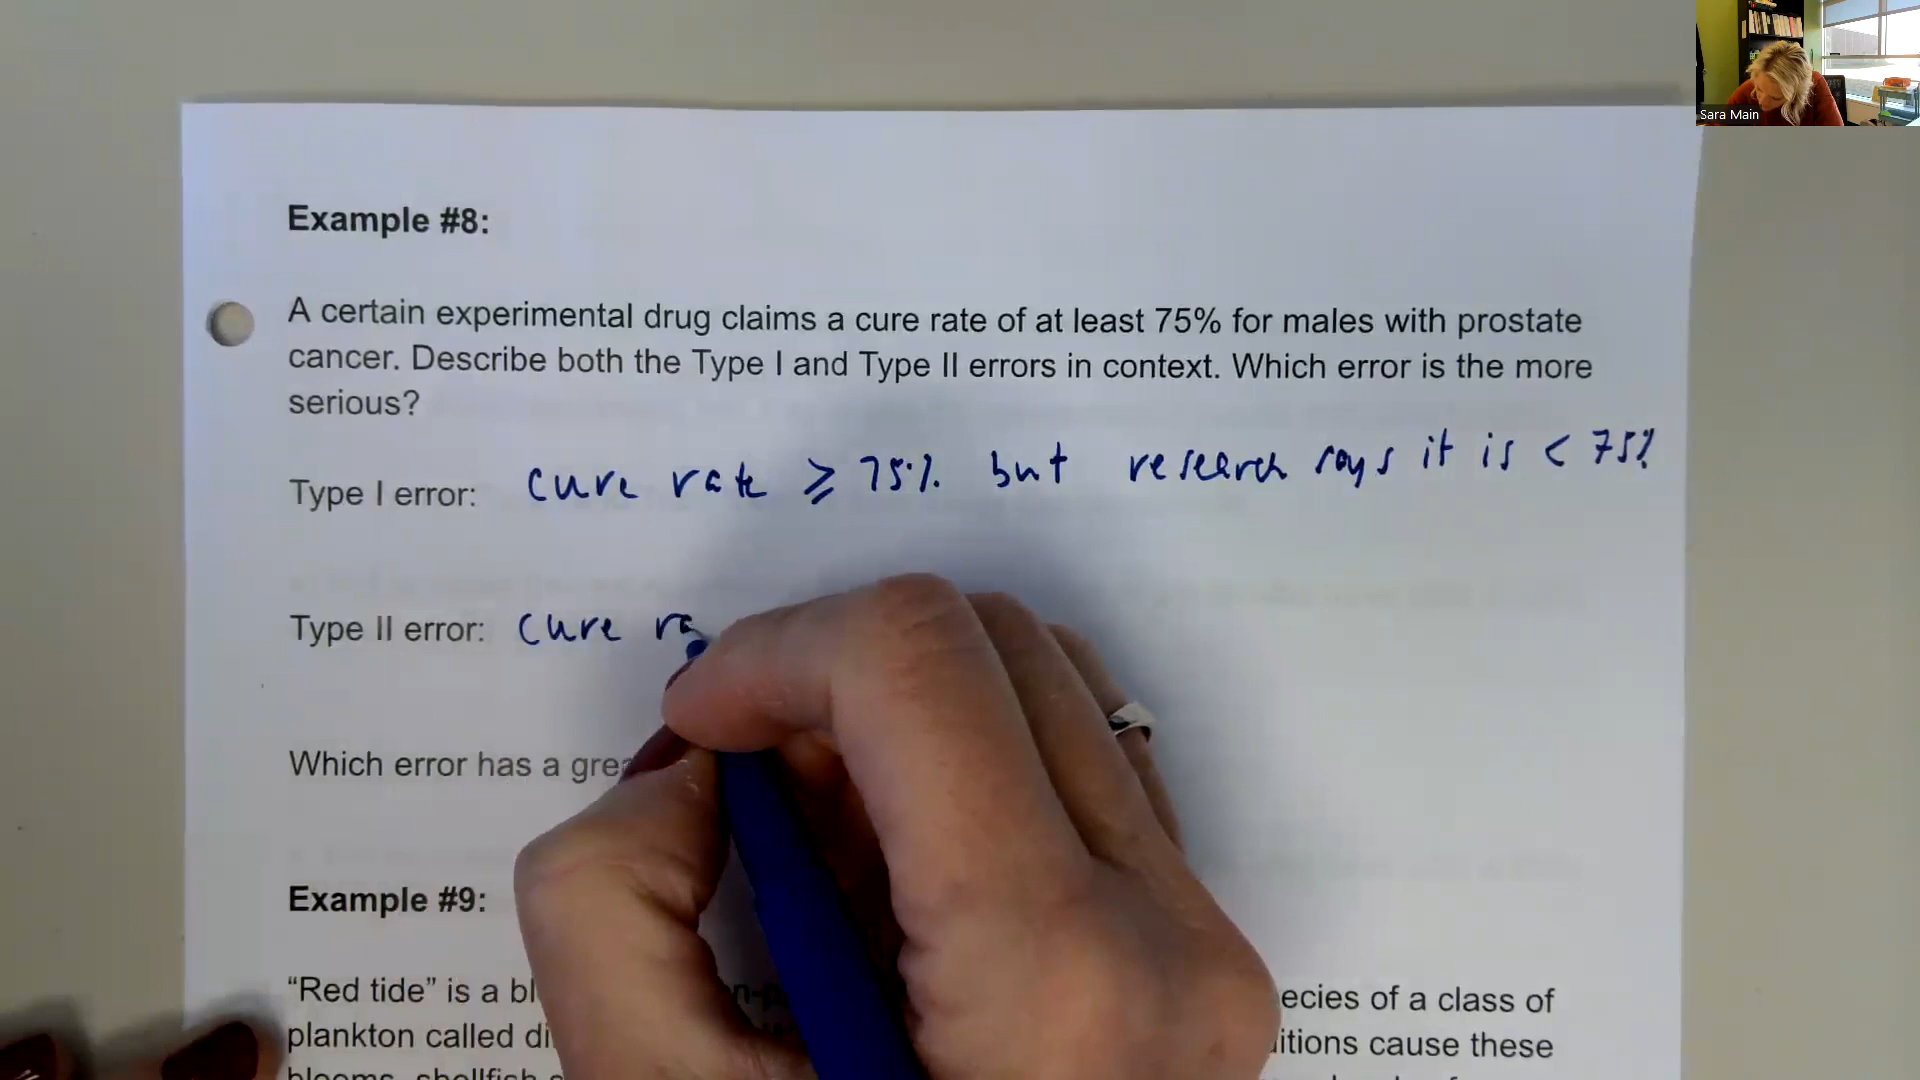 Sara Main
Example #8:
A certain experimental drug claims a cure rate of at least 75% for males with prostate
cancer. Describe both the Type I and Type II errors in context. Which error is the more
serious?
Type I error: cure rate ≥ 75% but research says it is < 75%
Type II error: cure ra
Which error has a grea
Example #9:
“Red tide” is a bl ecies of a class of
plankton called di itions cause these
blooms, shellfish